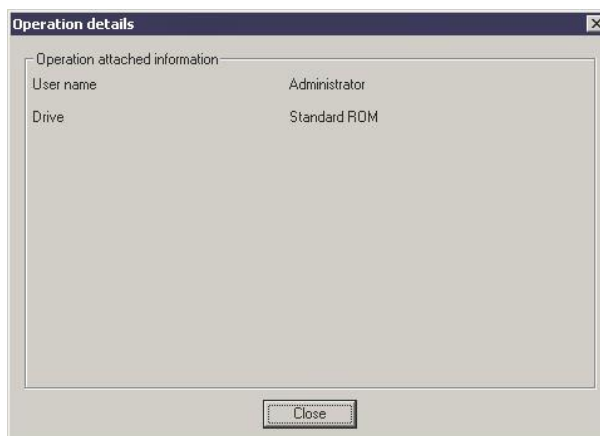 Operation details
Operation attached information
User name Administrator
Drive Standard ROM
Close